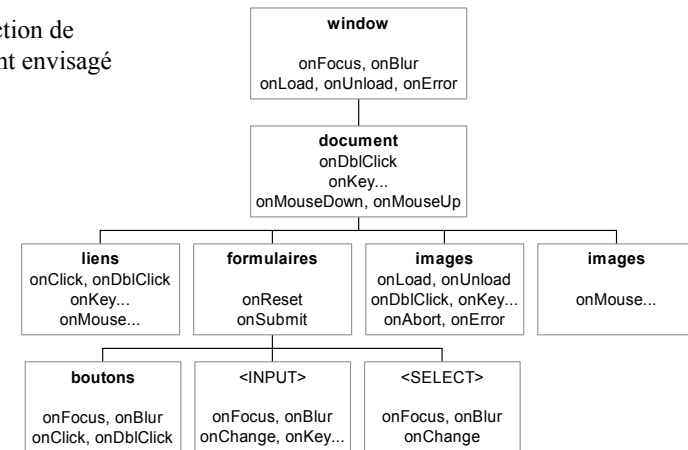 ction de
nt envisagé
window
onFocus, onBlur
onLoad, onUnload, onError
document
onDblClick
onKey...
onMouseDown, onMouseUp
liens
onClick, onDblClick
onKey...
onMouse...
formulaires
onReset
onSubmit
images
onLoad, onUnload
onDblClick, onKey...
onAbort, onError
images
onMouse...
boutons
onFocus, onBlur
onClick, onDblClick
<INPUT>
onFocus, onBlur
onChange, onKey...
<SELECT>
onFocus, onBlur
onChange